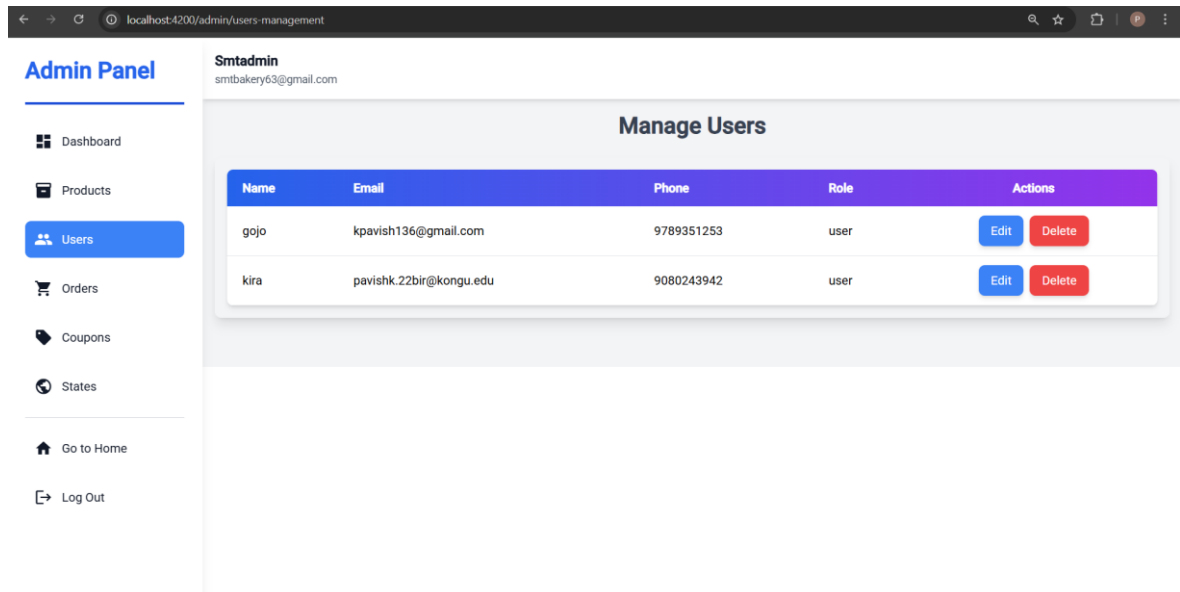 localhost:4200/admin/users-management
P
Admin Panel
Smtadmin
smtbakery63@gmail.com
Dashboard
Products
Users
Orders
Coupons
States
Go to Home
Log Out
Manage Users
Name Email Phone Role Actions
gojo kpavish136@gmail.com 9789351253 user Edit Delete
kira pavishk.22bir@kongu.edu 9080243942 user Edit Delete